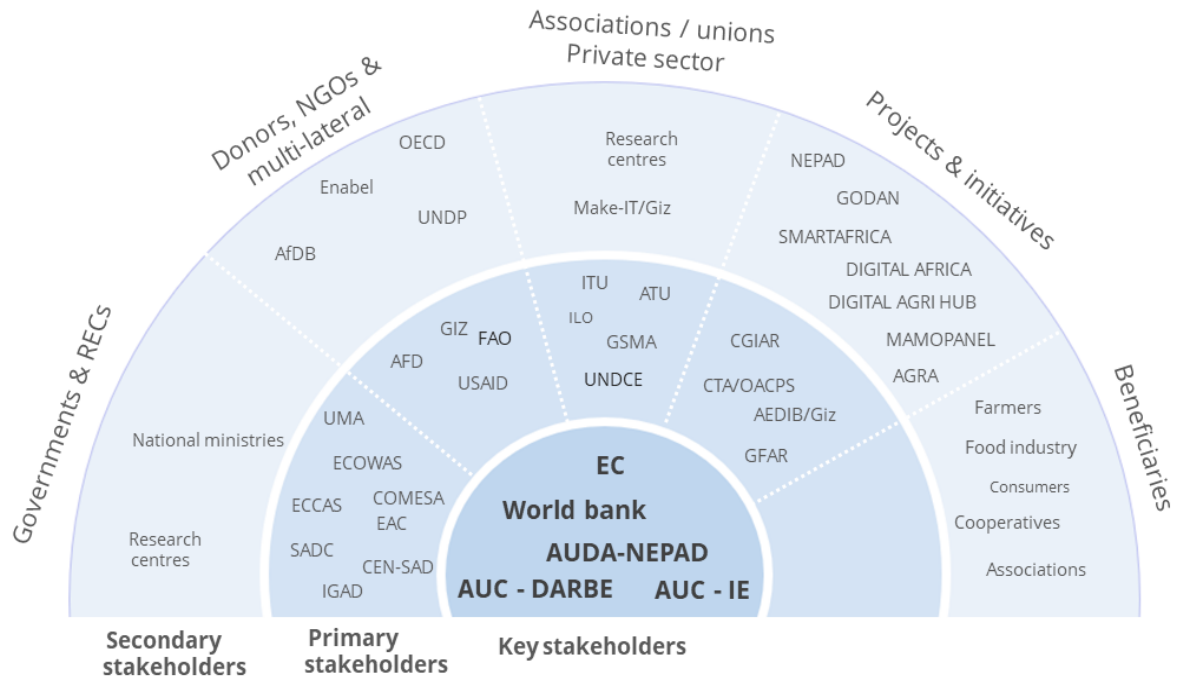 Associations / unions
Private sector
Donors, NGOs &
multi-lateral
Projects & initiatives
Governments & RECs
Beneficiaries
OECD
Enabel
UNDP
AfDB
Research
centres
Make-IT/Giz
NEPAD
GODAN
SMARTAFRICA
DIGITAL AFRICA
DIGITAL AGRI HUB
MAMOPANEL
AGRA
National ministries
Research
centres
Farmers
Food industry
Consumers
Cooperatives
Associations
UMA
ECOWAS
ECCAS
COMESA
EAC
SADC
CEN-SAD
IGAD
GIZ
FAO
AFD
USAID
ITU
ATU
ILO
GSMA
UNDCE
CGIAR
CTA/OACPS
AEDIB/Giz
GFAR
EC
World bank
AUDA-NEPAD
AUC - DARBE
AUC - IE
Secondary
stakeholders
Primary
stakeholders
Key stakeholders